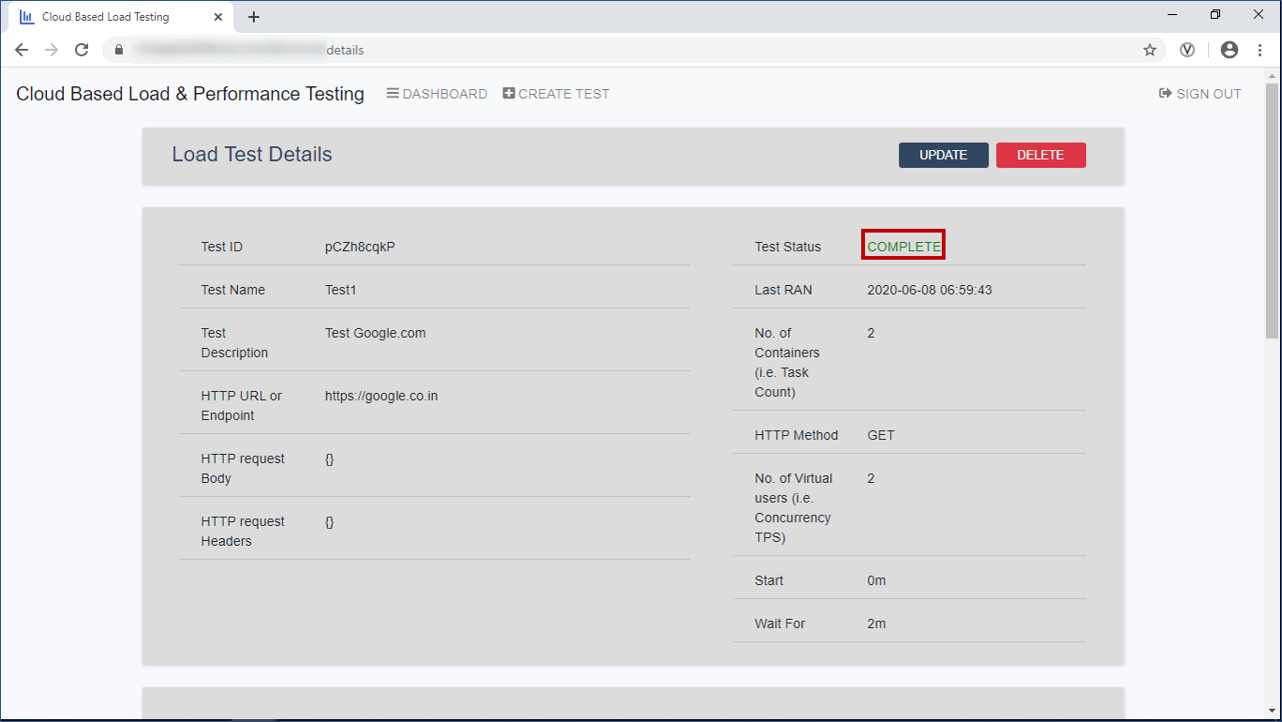 Cloud Based Load Testing
details
Cloud Based Load & Performance Testing DASHBOARD CREATE TEST SIGN OUT
Load Test Details UPDATE DELETE
Test ID pCZh8cqkP
Test Name Test1
Test
Description
Test Google.com
HTTP URL or
Endpoint
https://google.co.in
HTTP request
Body
{}
HTTP request
Headers
{}
Test Status COMPLETE
Last RAN 2020-06-08 06:59:43
No. of
Containers
(i.e. Task
Count)
2
HTTP Method GET
No. of Virtual
users (i.e.
Concurrency
TPS)
2
Start 0m
Wait For 2m